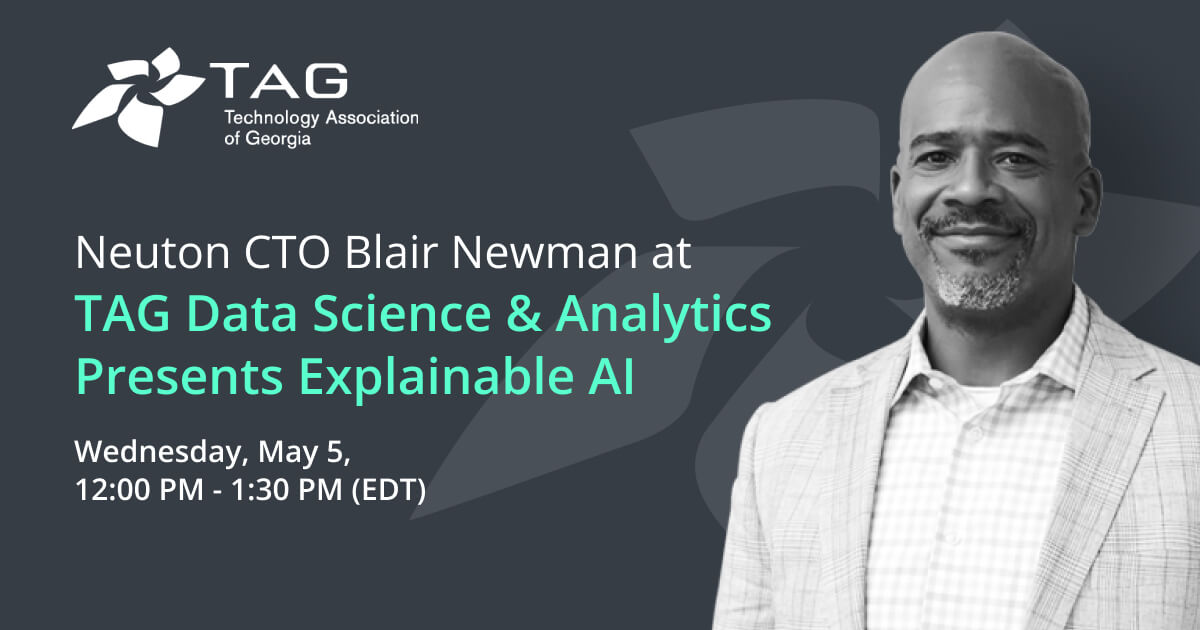 TAG
Technology Association
of Georgia
Neuton CTO Blair Newman at
TAG Data Science & Analytics
Presents Explainable AI
Wednesday, May 5,
12:00 PM - 1:30 PM (EDT)